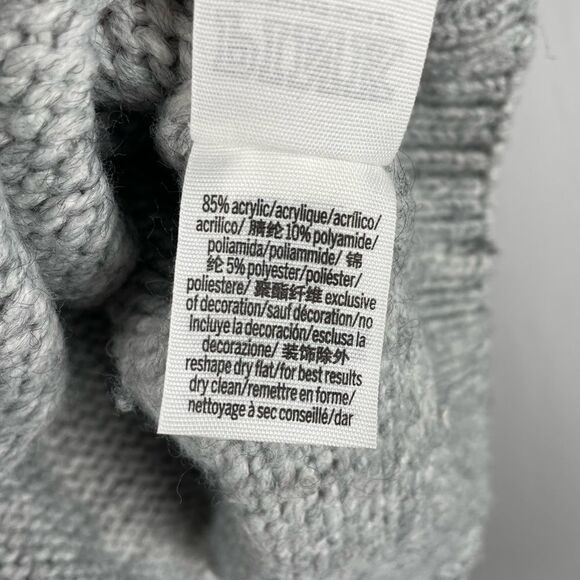 85% acrylic/acrylique/acrílico/
acrilico/ 腈纶 10% polyamide/
poliamida/poliammide/ 锦
纶 5% polyester/poliéster/
poliestere/ 聚酯纤维 exclusive
of decoration/sauf décoration/no
Incluye la decoración/esclusa la
decorazione/ 装饰除外
reshape dry flat/for best results
dry clean/remettre en forme/
nettoyage à sec conseillé/dar